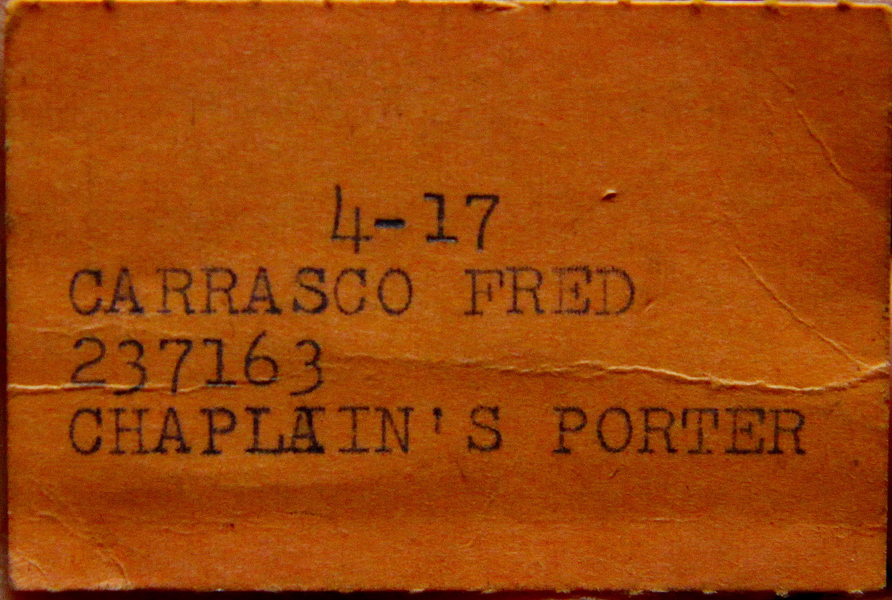 4-17
CARRASCO FRED
237163
CHAPLAIN'S PORTER